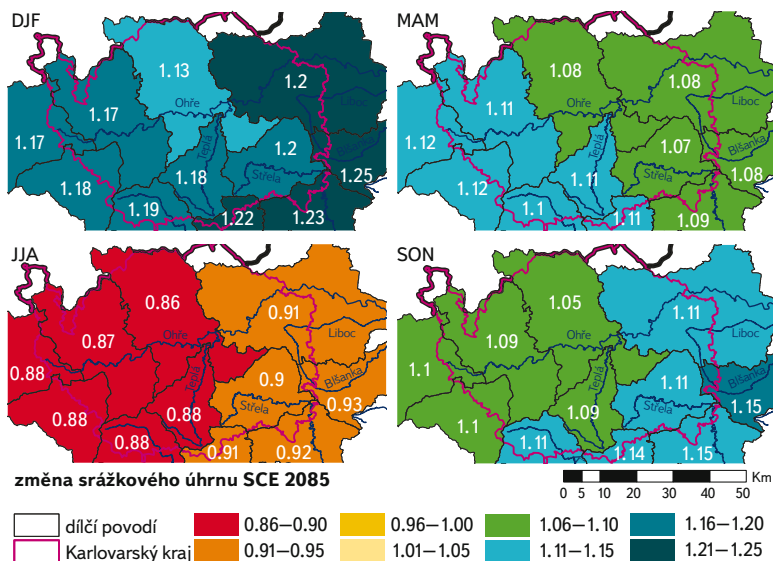 DJF
1.13
1.2
Ohře
Liboc
1.17
Teplá
1.17
1.2
Blšanka
1.18
1.18
Střela
1.25
1.19
1.22
1.23
MAM
1.08
1.08
Ohře
Liboc
1.11
Teplá
1.12
1.07
Blšanka
1.12
1.11
Střela
1.08
1.1
1.11
1.09
JJA
0.86
0.91
Ohře
Liboc
0.87
Teplá
0.88
0.9
Blšanka
0.88
0.88
Střela
0.93
0.88
0.91
0.92
SON
1.05
1.11
Ohře
Liboc
1.09
Teplá
1.1
1.11
Blšanka
1.1
1.09
Střela
1.15
1.11
1.14
1.15
změna srážkového úhrnu SCE 2085
0 5 10 20 30 40 50 Km
dílčí povodí
Karlovarský kraj
0.86–0.90
0.91–0.95
0.96–1.00
1.01–1.05
1.06–1.10
1.11–1.15
1.16–1.20
1.21–1.25